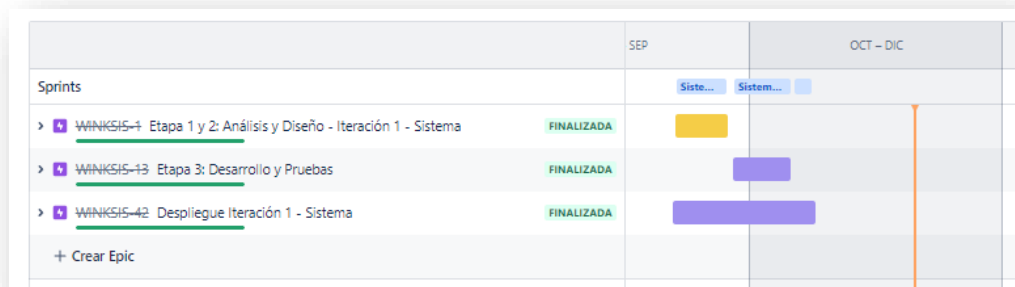 SEP OCT – DIC
Sprints Siste... Sistem...
WINKSIS-1 Etapa 1 y 2: Análisis y Diseño - Iteración 1 - Sistema FINALIZADA
WINKSIS-13 Etapa 3: Desarrollo y Pruebas FINALIZADA
WINKSIS-42 Despliegue Iteración 1 - Sistema FINALIZADA
+ Crear Epic